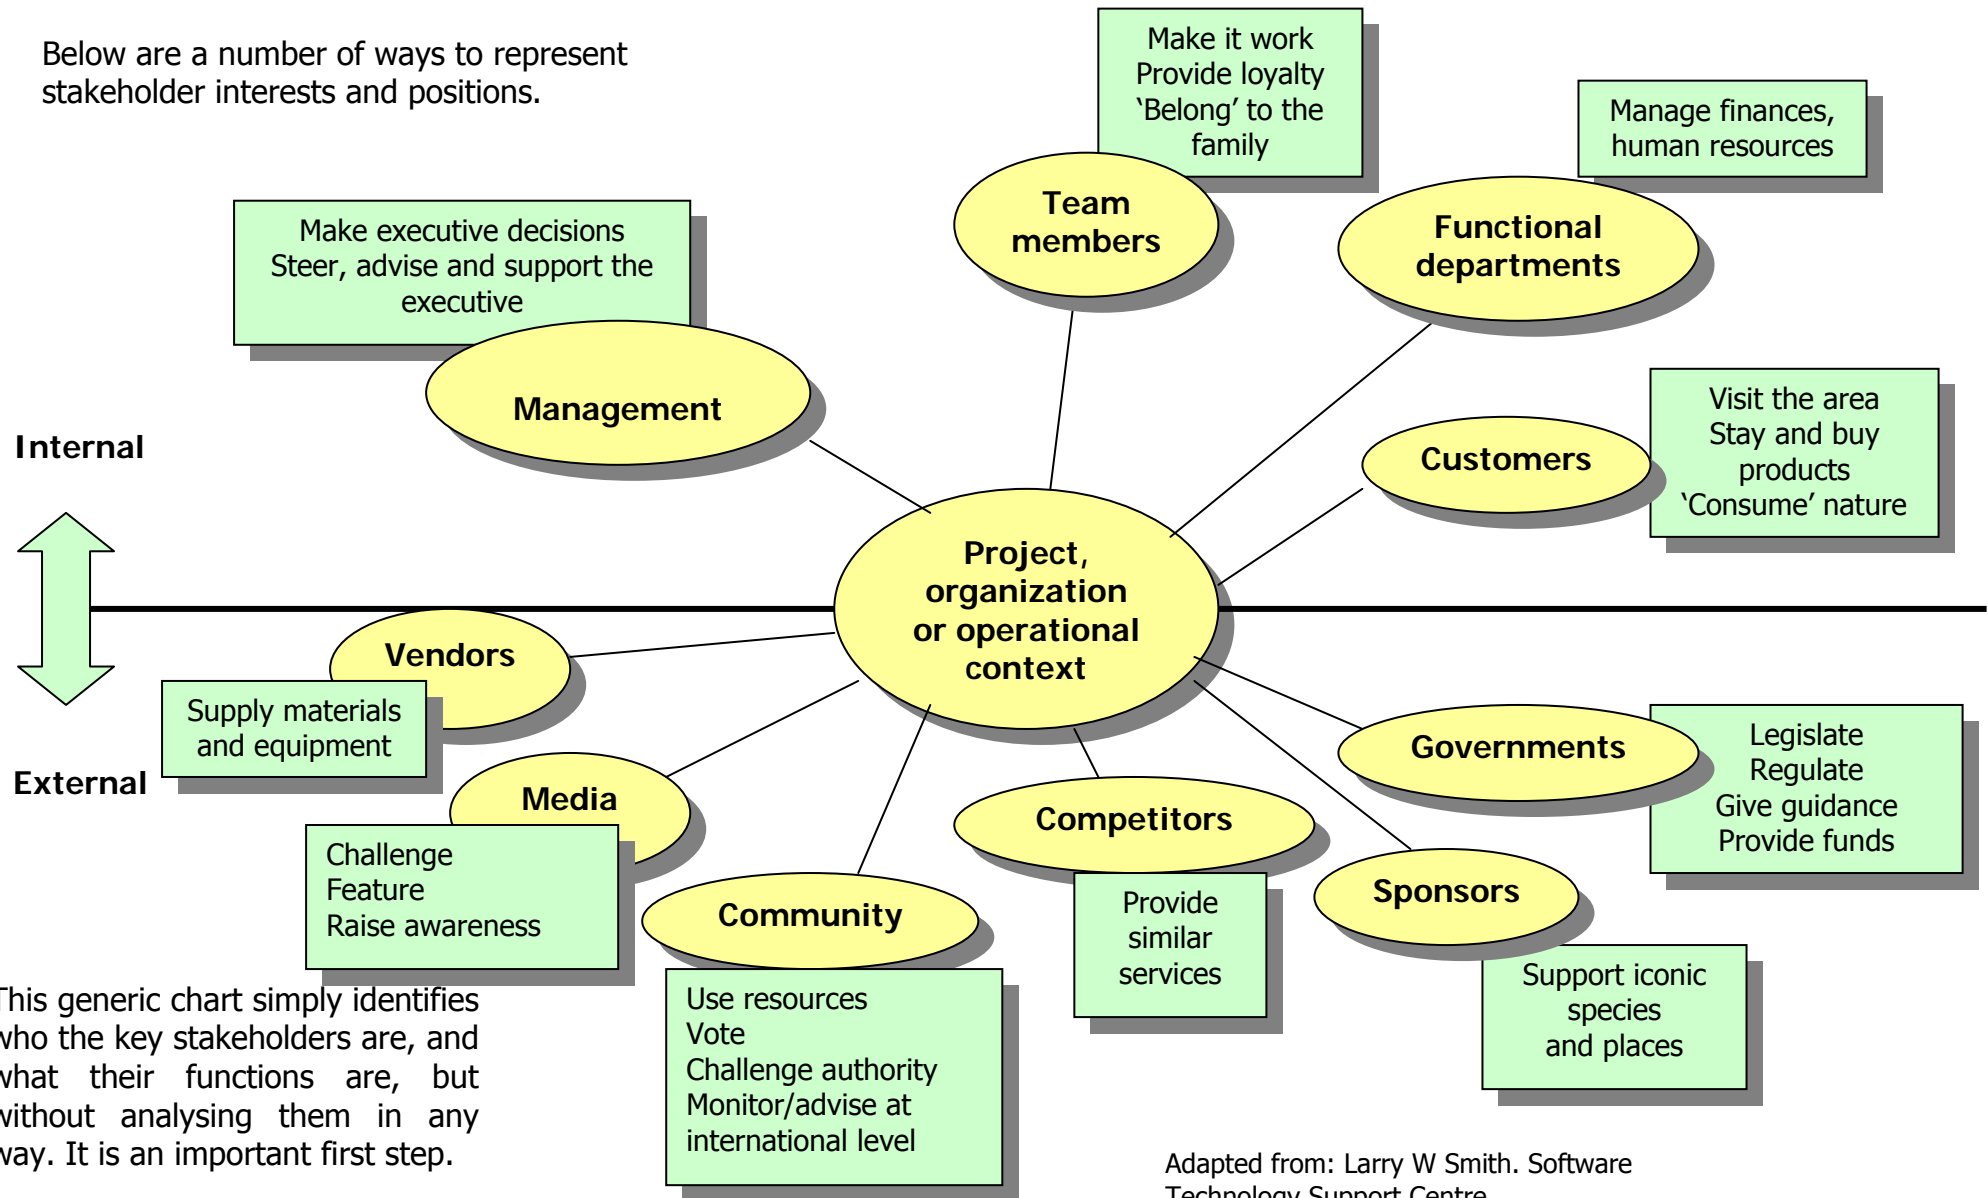 Below are a number of ways to represent
stakeholder interests and positions.
Make it work
Provide loyalty
‘Belong’ to the
family
Team
members
Manage finances,
human resources
Functional
departments
Make executive decisions
Steer, advise and support the
executive
Management
Internal
Customers
Visit the area
Stay and buy
products
‘Consume’ nature
Project,
organization
or operational
context
Vendors
Supply materials
and equipment
External
Media
Challenge
Feature
Raise awareness
Community
Use resources
Vote
Challenge authority
Monitor/advise at
international level
Competitors
Provide
similar
services
Governments
Legislate
Regulate
Give guidance
Provide funds
Sponsors
Support iconic
species
and places
This generic chart simply identifies
who the key stakeholders are, and
what their functions are, but
without analysing them in any
way. It is an important first step.
Adapted from: Larry W Smith. Software
Technology Support Centre